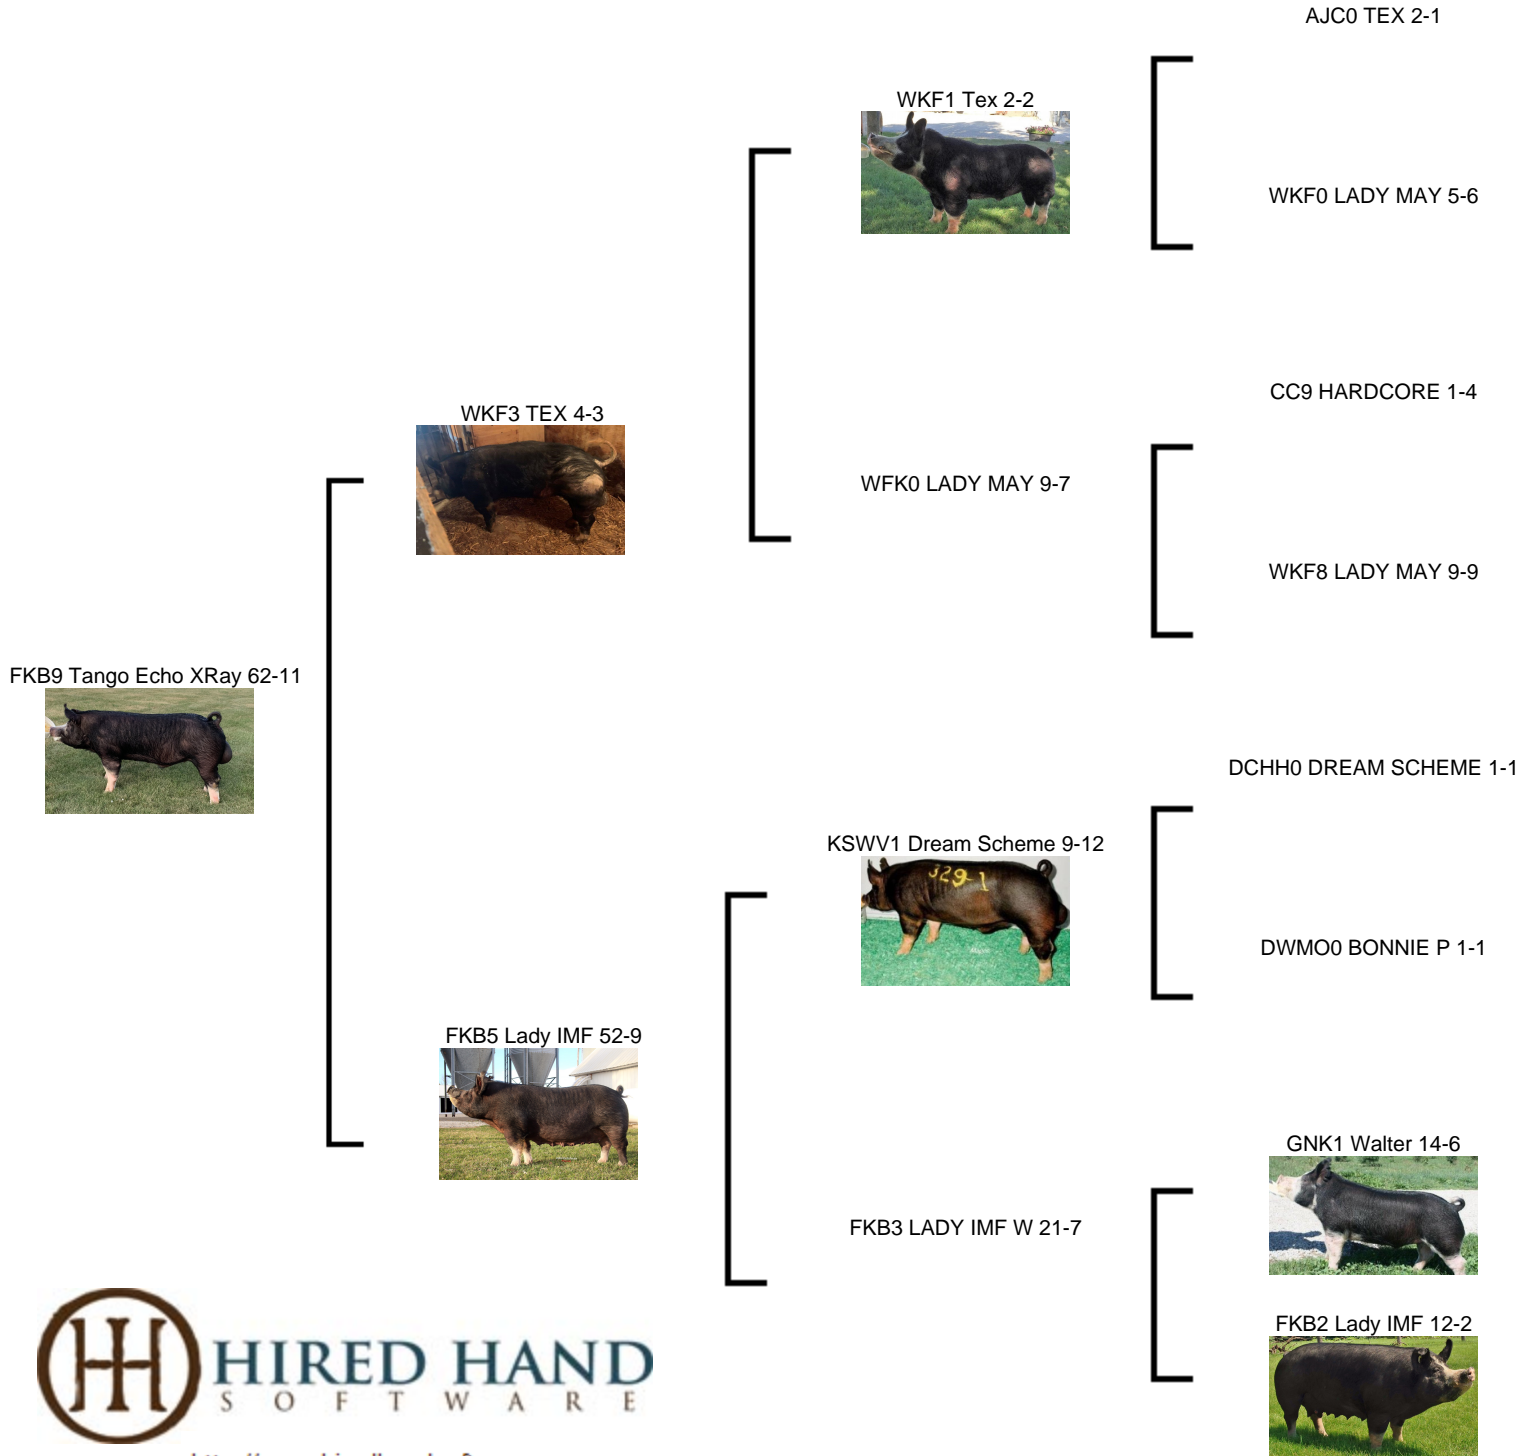 AJC0 TEX 2-1
WKF1 Tex 2-2
WKF0 LADY MAY 5-6
CC9 HARDCORE 1-4
WKF3 TEX 4-3
WFK0 LADY MAY 9-7
WKF8 LADY MAY 9-9
FKB9 Tango Echo XRay 62-11
DCHH0 DREAM SCHEME 1-1
KSWV1 Dream Scheme 9-12
329-1
DWMO0 BONNIE P 1-1
FKB5 Lady IMF 52-9
GNK1 Walter 14-6
FKB3 LADY IMF W 21-7
FKB2 Lady IMF 12-2
HIRED HAND
SOFTWARE